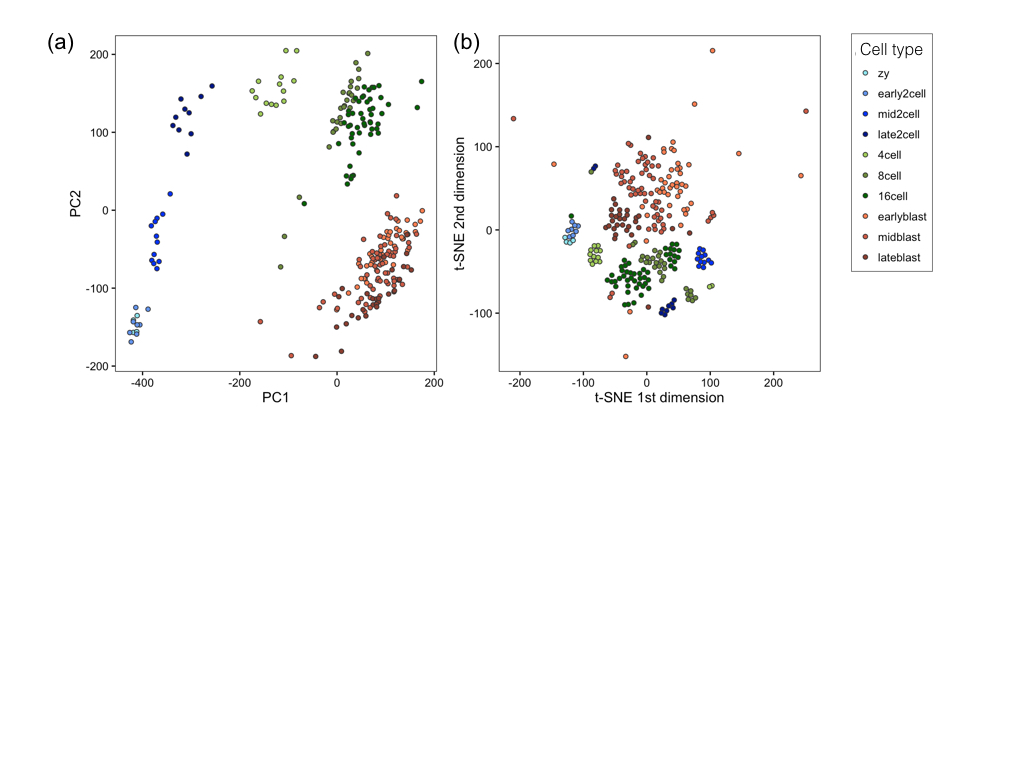 (a)
200
100
0
-100
-200
PC2
-400
-200
0
200
PC1
(b)
200
100
0
-100
t-SNE 2nd dimension
-200
-100
0
100
200
t-SNE 1st dimension
Cell type
zy
early2cell
mid2cell
late2cell
4cell
8cell
16cell
earlyblast
midblast
lateblast